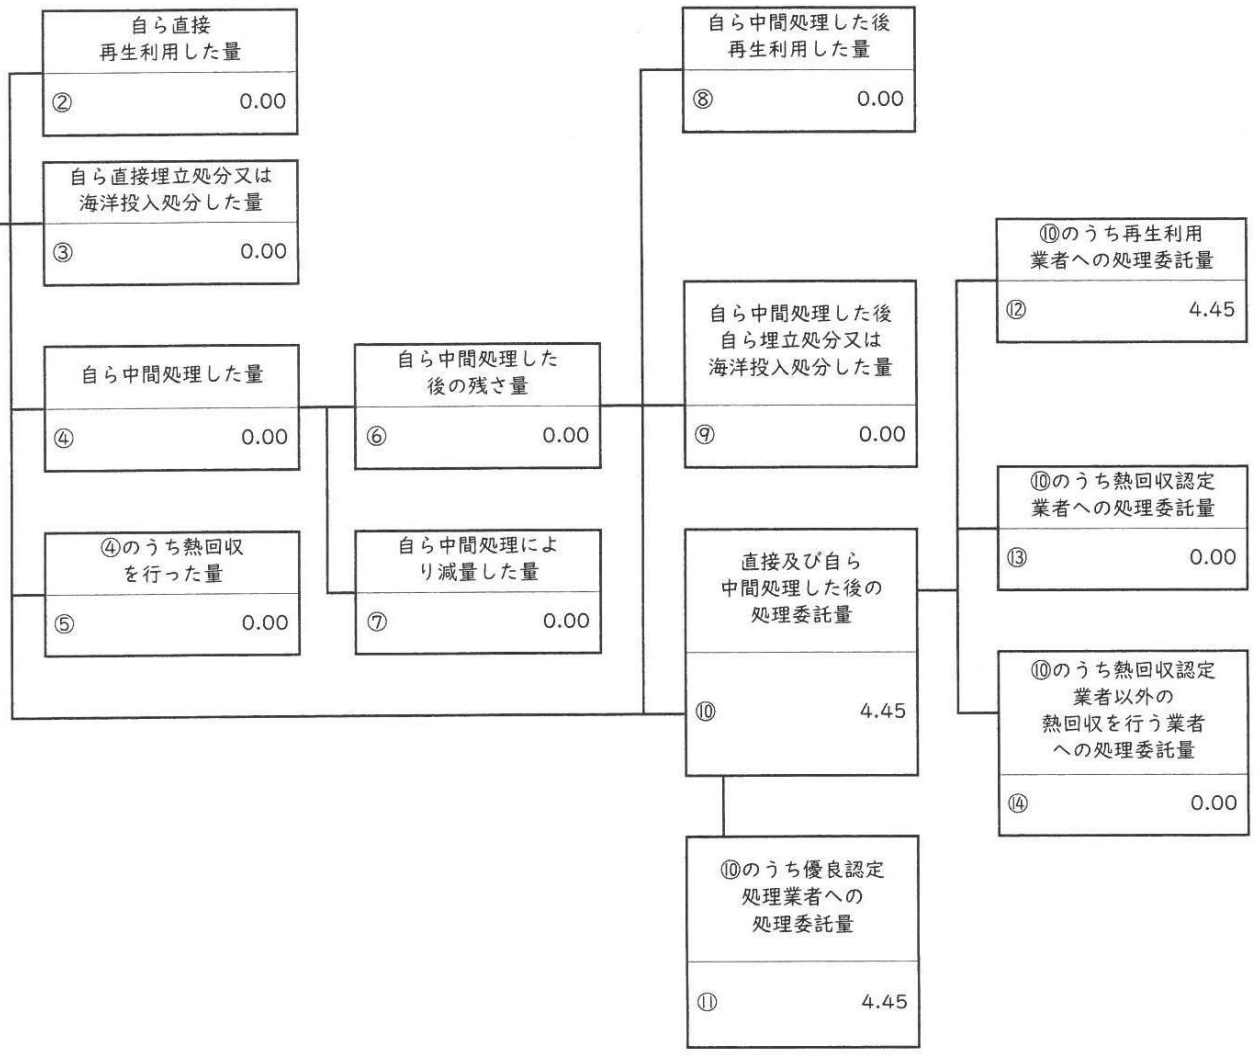 自ら直接
再生利用した量
② 0.00
自ら直接埋立処分又は
海洋投入処分した量
③ 0.00
自ら中間処理した量
④ 0.00
④のうち熱回収
を行った量
⑤ 0.00
自ら中間処理した
後の残さ量
⑥ 0.00
自ら中間処理によ
り減量した量
⑦ 0.00
自ら中間処理した後
再生利用した量
⑧ 0.00
自ら中間処理した後
自ら埋立処分又は
海洋投入処分した量
⑨ 0.00
直接及び自ら
中間処理した後の
処理委託量
⑩ 4.45
⑩のうち優良認定
処理業者への
処理委託量
⑪ 4.45
⑩のうち再生利用
業者への処理委託量
⑫ 4.45
⑩のうち熱回収認定
業者への処理委託量
⑬ 0.00
⑩のうち熱回収認定
業者以外の
熱回収を行う業者
への処理委託量
⑭ 0.00